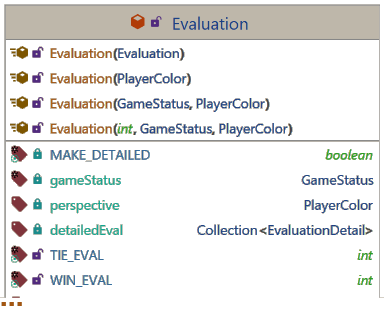 Evaluation
Evaluation(Evaluation)
Evaluation(PlayerColor)
Evaluation(GameStatus, PlayerColor)
Evaluation(int, GameStatus, PlayerColor)
MAKE_DETAILED boolean
gameStatus GameStatus
perspective PlayerColor
detailedEval Collection<EvaluationDetail>
TIE_EVAL int
WIN_EVAL int